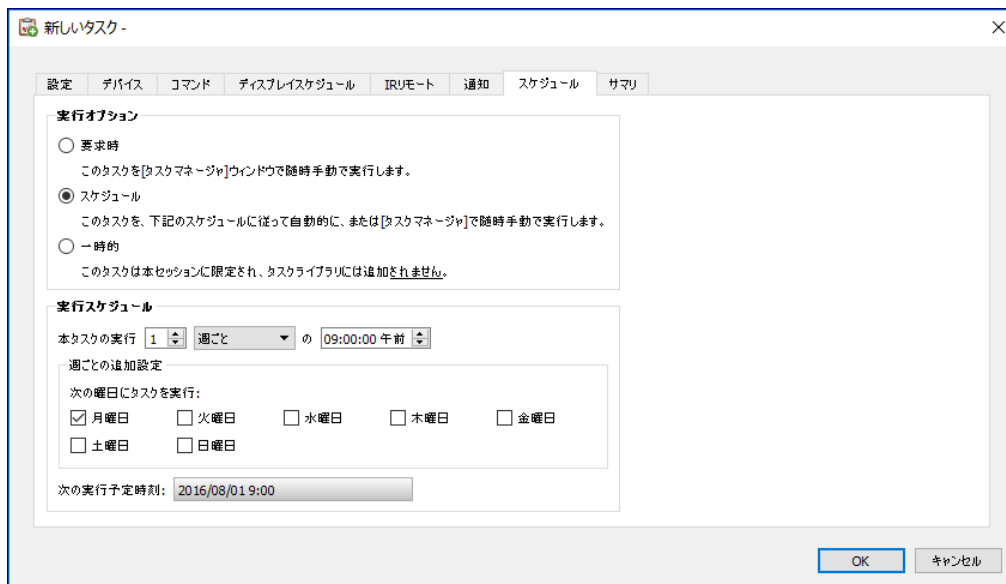 新しいタスク -
設定 デバイス コマンド ディスプレイスケジュール IRリモート 通知 スケジュール サマリ
実行オプション
要求時
このタスクを[タスクマネージャ]ウィンドウで随時手動で実行します。
スケジュール
このタスクを、下記のスケジュールに従って自動的に、または[タスクマネージャ]で随時手動で実行します。
一時的
このタスクは本セッションに限定され、タスクライブラリには追加されません。
実行スケジュール
本タスクの実行 1 週ごと の 09:00:00 午前
週ごとの追加設定
次の曜日にタスクを実行:
月曜日 火曜日 水曜日 木曜日 金曜日
土曜日 日曜日
次の実行予定時刻: 2016/08/01 9:00
OK キャンセル